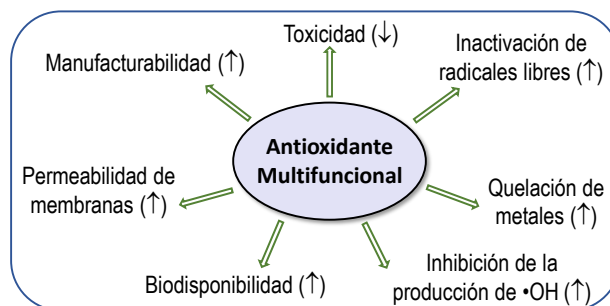 Toxicidad (↓)
Manufacturabilidad (↑)
Inactivación de
radicales libres (↑)
Antioxidante
Multifuncional
Permeabilidad de
membranas (↑)
Quelación de
metales (↑)
Biodisponibilidad (↑)
Inhibición de la
producción de •OH (↑)